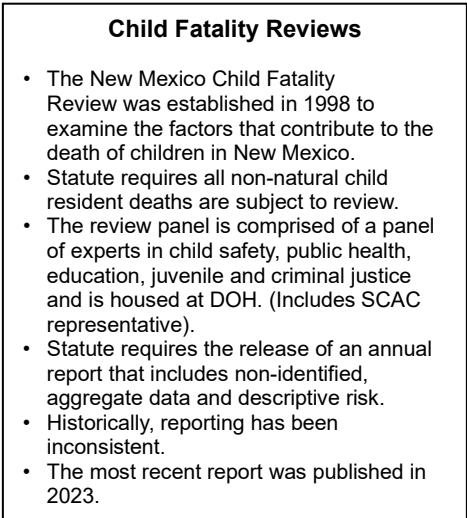 Child Fatality Reviews
• The New Mexico Child Fatality
Review was established in 1998 to
examine the factors that contribute to the
death of children in New Mexico.
• Statute requires all non-natural child
resident deaths are subject to review.
• The review panel is comprised of a panel
of experts in child safety, public health,
education, juvenile and criminal justice
and is housed at DOH. (Includes SCAC
representative).
• Statute requires the release of an annual
report that includes non-identified,
aggregate data and descriptive risk.
• Historically, reporting has been
inconsistent.
• The most recent report was published in
2023.